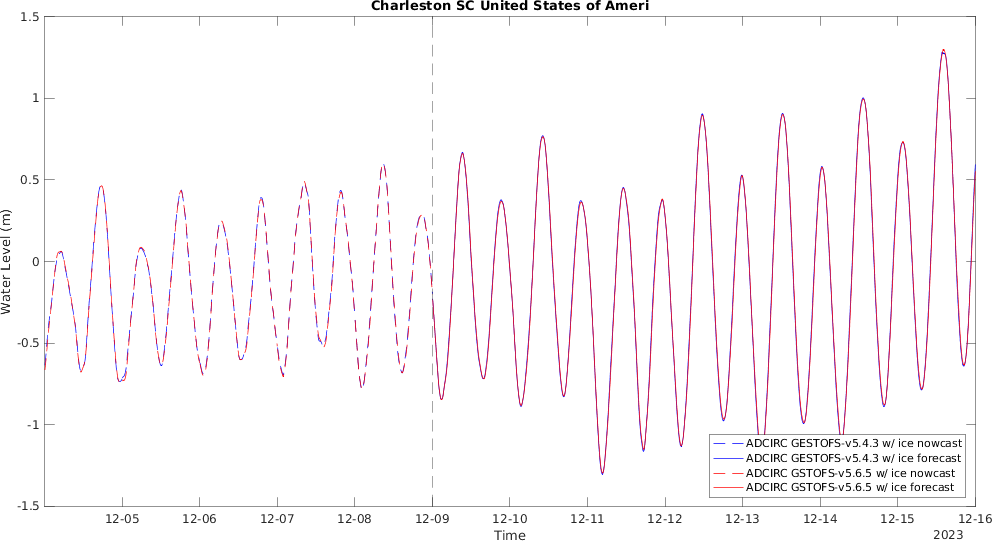 Charleston SC United States of Ameri
1.5
1
0.5
0
-0.5
-1
-1.5
Water Level (m)
12-05 12-06 12-07 12-08 12-09 12-10 12-11 12-12 12-13 12-14 12-15 12-16
Time
2023
ADCIRC GESTOFS-v5.4.3 w/ ice nowcast
ADCIRC GESTOFS-v5.4.3 w/ ice forecast
ADCIRC GSTOFS-v5.6.5 w/ ice nowcast
ADCIRC GSTOFS-v5.6.5 w/ ice forecast